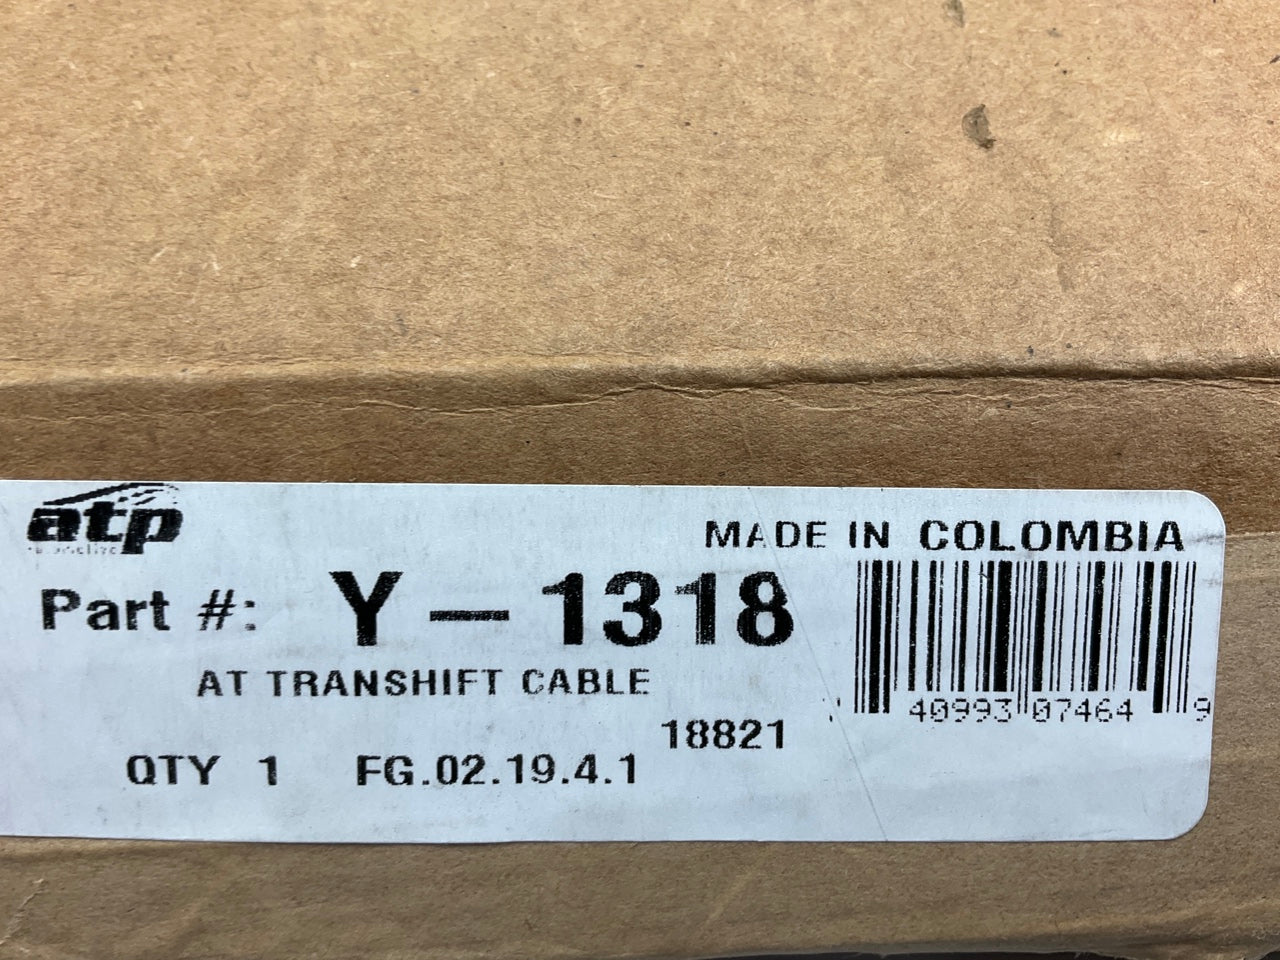 atp
MADE IN COLOMBIA
Part #: Y-1318
AT TRANSHIFT CABLE
40993 07464 9
18821
QTY 1 FG.02.19.4.1